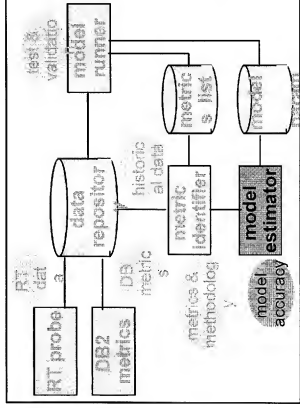 RT probe
DB2
metrics
RT
dat
a
DB
metric
s
data
repositor
y
historic
al data
metric
identifier
metrics &
methodolog
y
model
estimator
model
accuracy
test &
validatio
model
runner
metric
s list
model